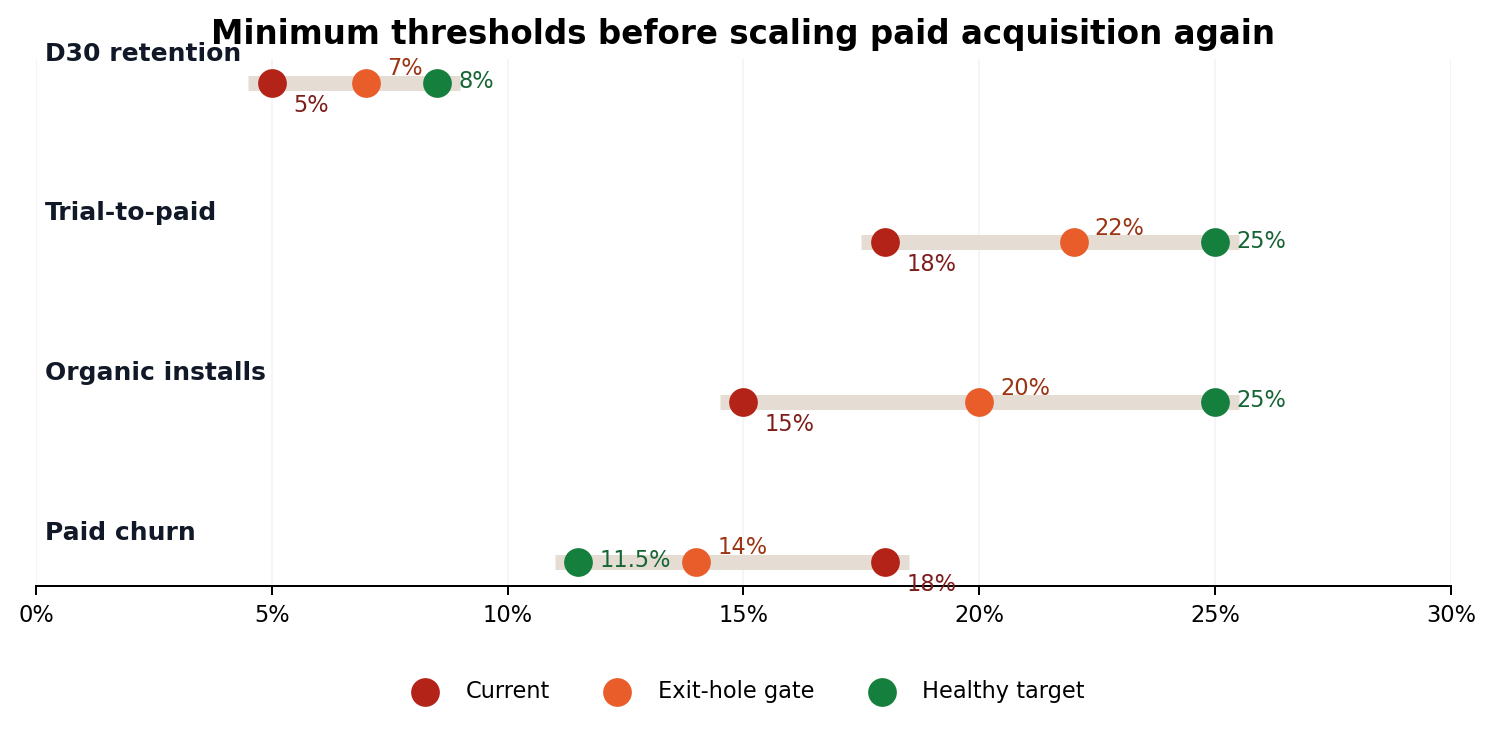 Minimum thresholds before scaling paid acquisition again
D30 retention
7%
8%
5%
Trial-to-paid
22%
25%
18%
Organic installs
20%
25%
15%
Paid churn
14%
11.5%
18%
0% 5% 10% 15% 20% 25% 30%
Current Exit-hole gate Healthy target